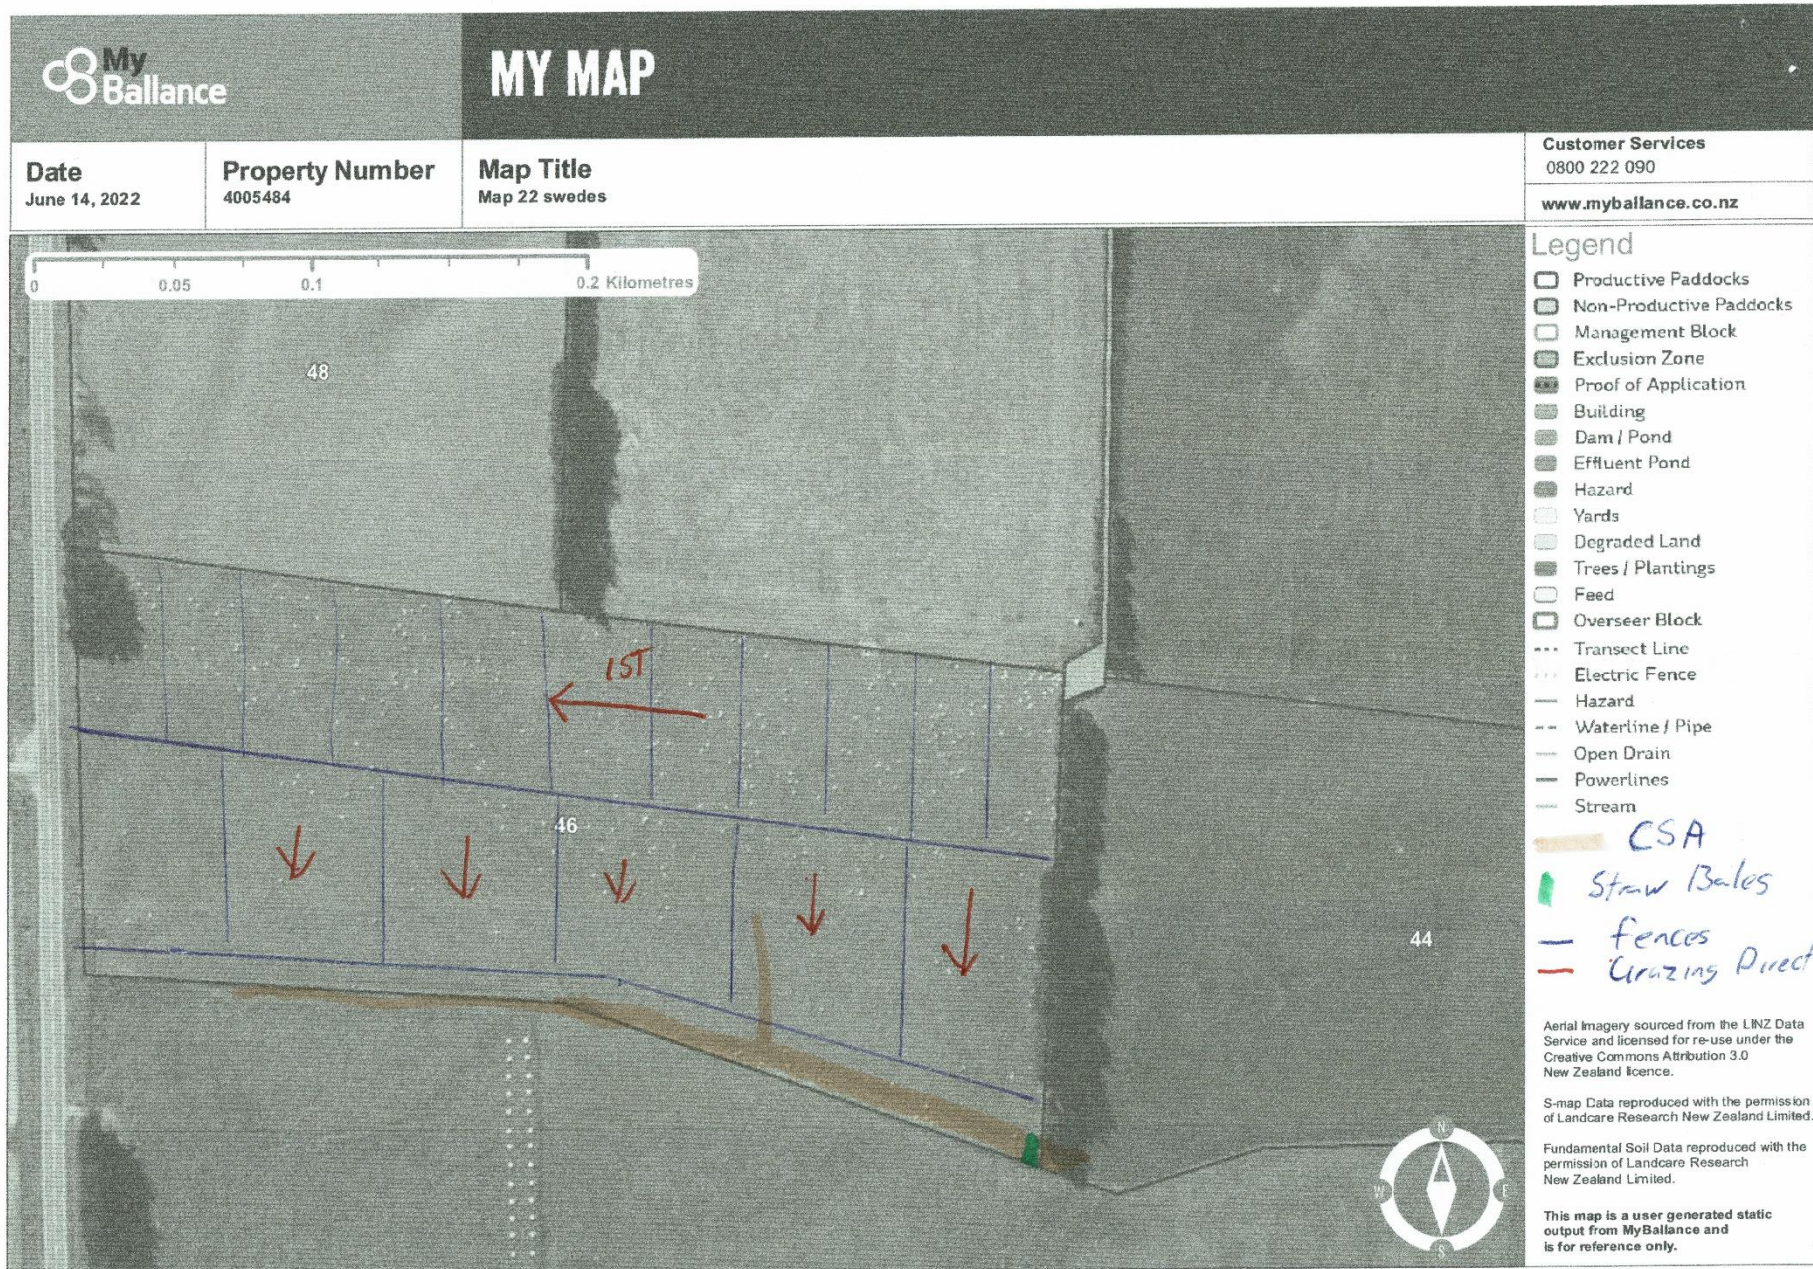 My
Ballance
MY MAP
Date
June 14, 2022
Property Number
4005484
Map Title
Map 22 swedes
Customer Services
0800 222 090
www.myballance.co.nz
0
0.05
0.1
0.2 Kilometres
48
1ST
46
44
N
W
E
S
Legend
Productive Paddocks
Non-Productive Paddocks
Management Block
Exclusion Zone
Proof of Application
Building
Dam / Pond
Effluent Pond
Hazard
Yards
Degraded Land
Trees / Plantings
Feed
Overseer Block
Transect Line
Electric Fence
Hazard
Waterline / Pipe
Open Drain
Powerlines
Stream
CSA
Straw Bales
fences
Grazing Direct
Aerial Imagery sourced from the LINZ Data
Service and licensed for re-use under the
Creative Commons Attribution 3.0
New Zealand licence.
S-map Data reproduced with the permission
of Landcare Research New Zealand Limited.
Fundamental Soil Data reproduced with the
permission of Landcare Research
New Zealand Limited.
This map is a user generated static
output from MyBallance and
is for reference only.